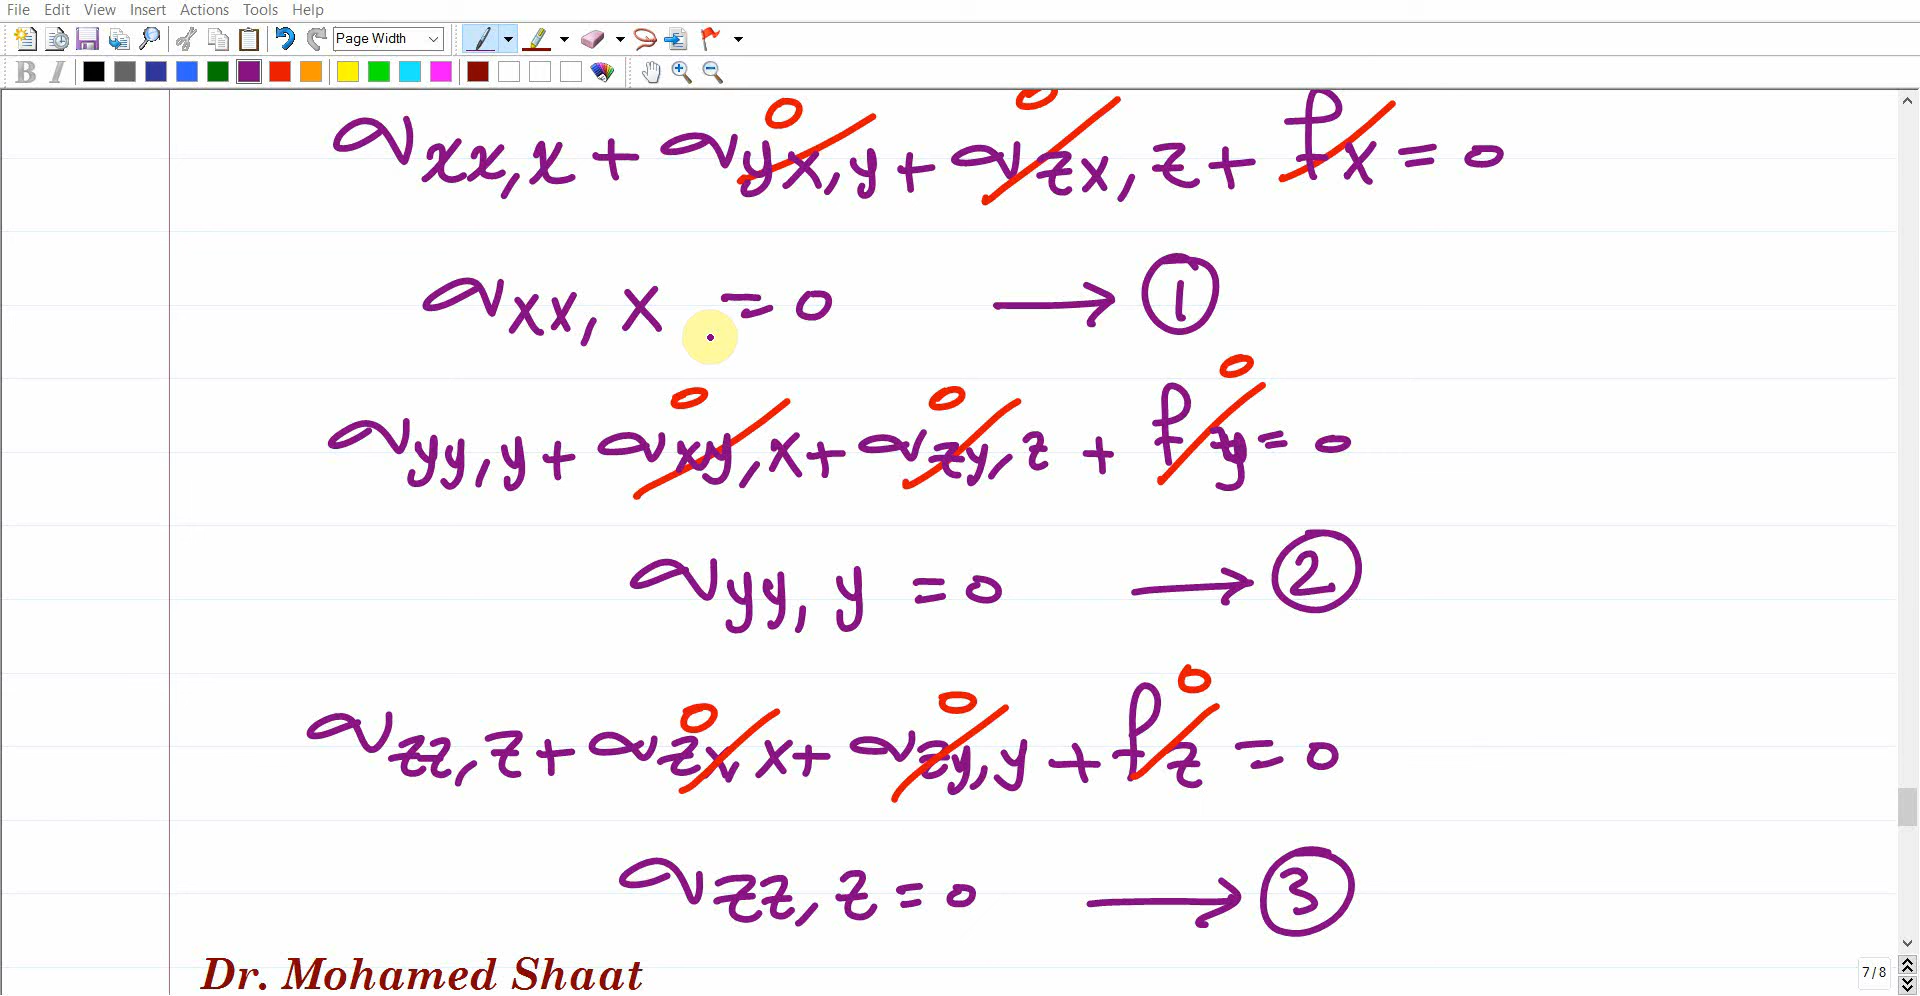 File Edit View Insert Actions Tools Help
Page Width
B I
σxx,x + σyx,y + σzx,z + fx = 0
0 0
σxx,x = 0 → 1
0 0 0
σyy,y + σxy,x + σzy,z + fy = 0
σyy,y = 0 → 2
0 0 0
σzz,z + σzx,x + σzy,y + fz = 0
σzz,z = 0 → 3
Dr. Mohamed Shaat
7/8